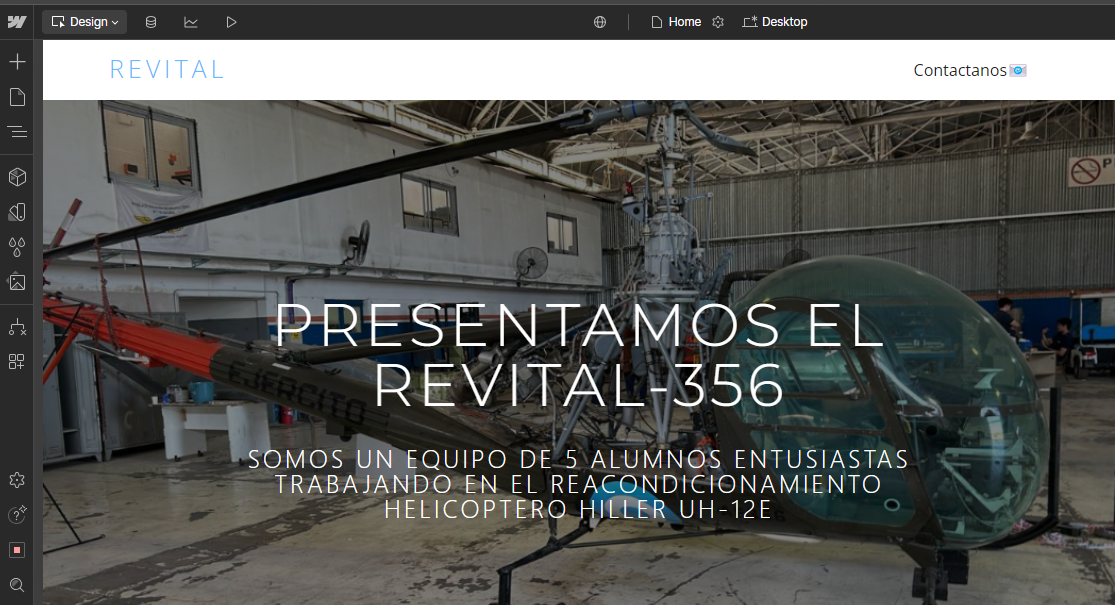 Design
Home
Desktop
REVITAL
Contactanos📧
P
EJERCITO
PRESENTAMOS EL
REVITAL-356
SOMOS UN EQUIPO DE 5 ALUMNOS ENTUSIASTAS
TRABAJANDO EN EL REACONDICIONAMIENTO
HELICOPTERO HILLER UH-12E